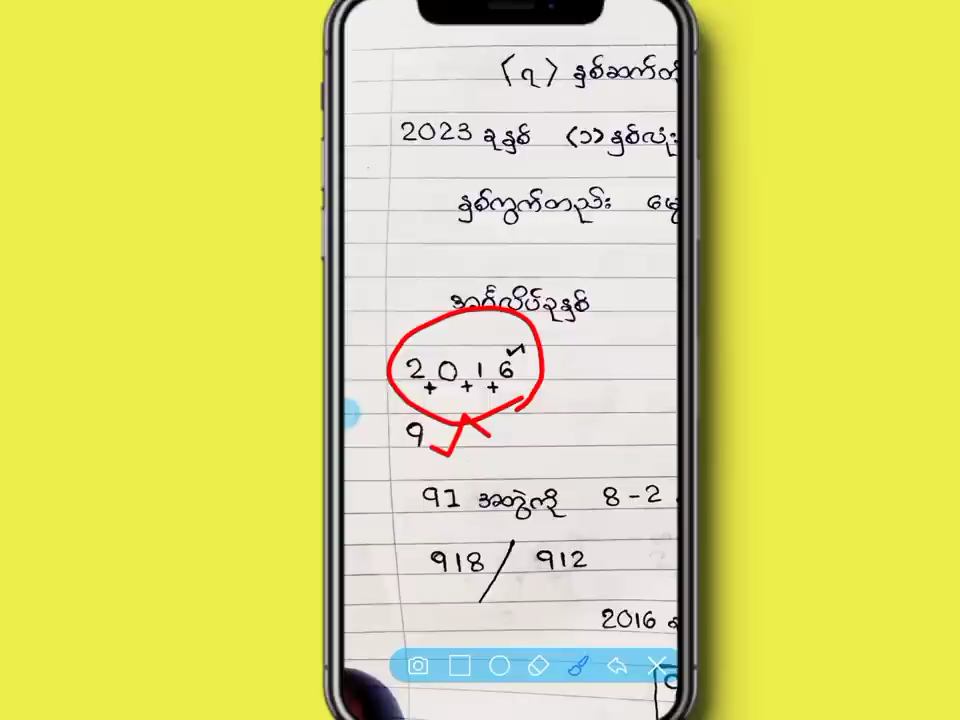 (၇) နှစ်ဆက်တိ
2023 ခုနှစ် (၁) နှစ်လုံး
နှစ်ကွက်တည်း မွေ
အင်္ဂလိပ်ခုနှစ်
2+0+1+6
9
91 အတွဲကို 8-2
918 / 912
2016